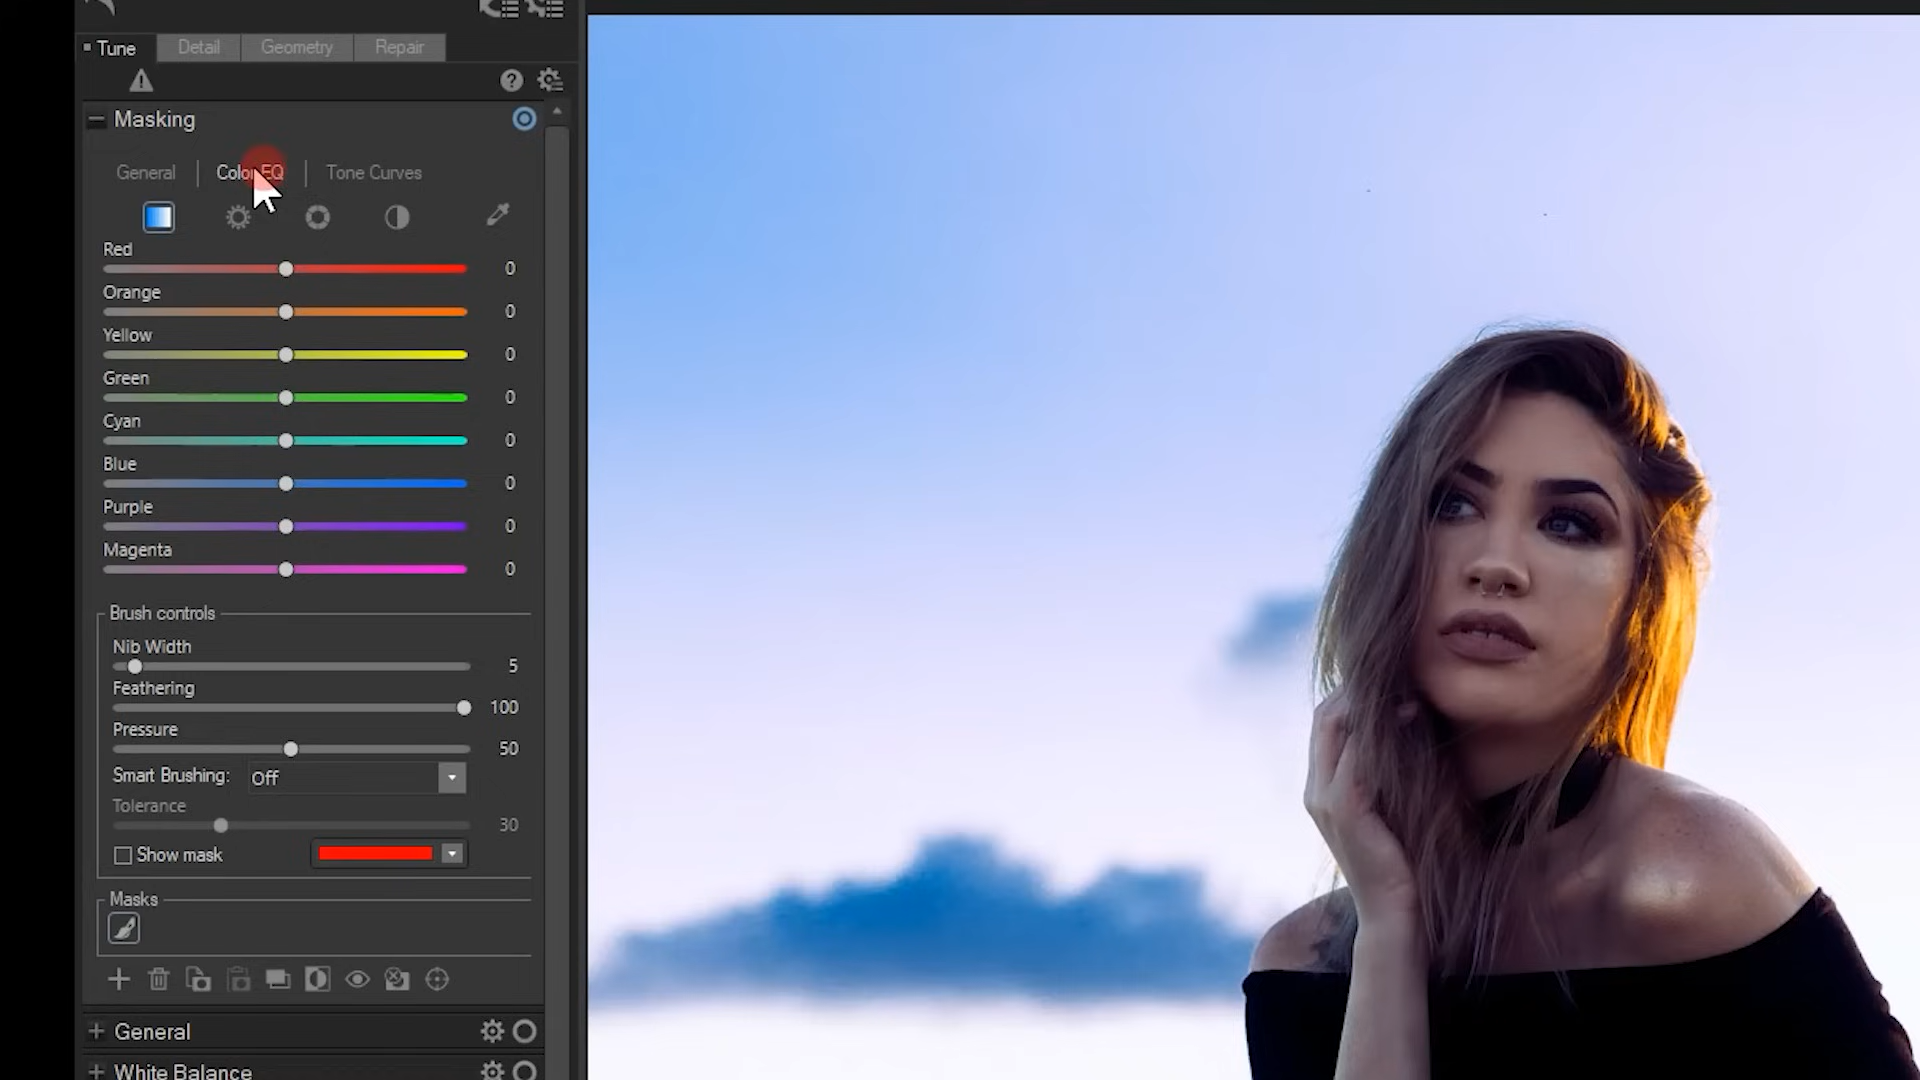 Tune Detail Geometry Repair
Masking
General Color EQ Tone Curves
Red 0
Orange 0
Yellow 0
Green 0
Cyan 0
Blue 0
Purple 0
Magenta 0
Brush controls
Nib Width 5
Feathering 100
Pressure 50
Smart Brushing: Off
Tolerance 30
Show mask
Masks
General
White Balance